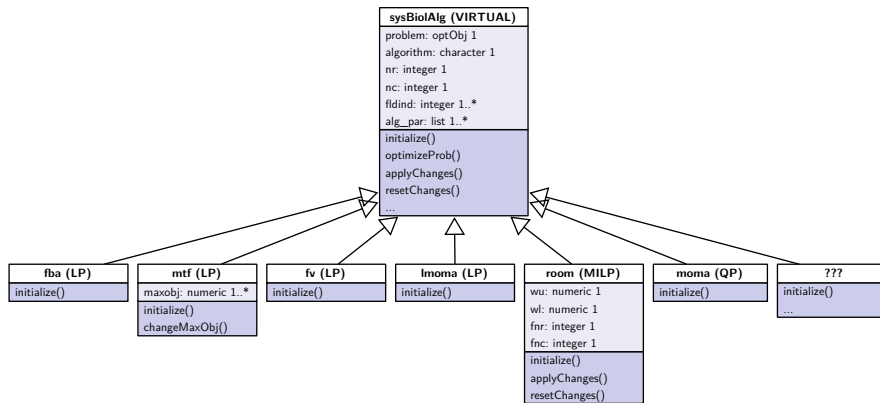 sysBiolAlg (VIRTUAL)
problem: optObj 1
algorithm: character 1
nr: integer 1
nc: integer 1
fldind: integer 1..*
alg_par: list 1..*
initialize()
optimizeProb()
applyChanges()
resetChanges()
...
fba (LP)
initialize()
mtf (LP)
maxobj: numeric 1..*
initialize()
changeMaxObj()
fv (LP)
initialize()
lmoma (LP)
initialize()
room (MILP)
wu: numeric 1
wl: numeric 1
fnr: integer 1
fnc: integer 1
initialize()
applyChanges()
resetChanges()
moma (QP)
initialize()
???
initialize()
...